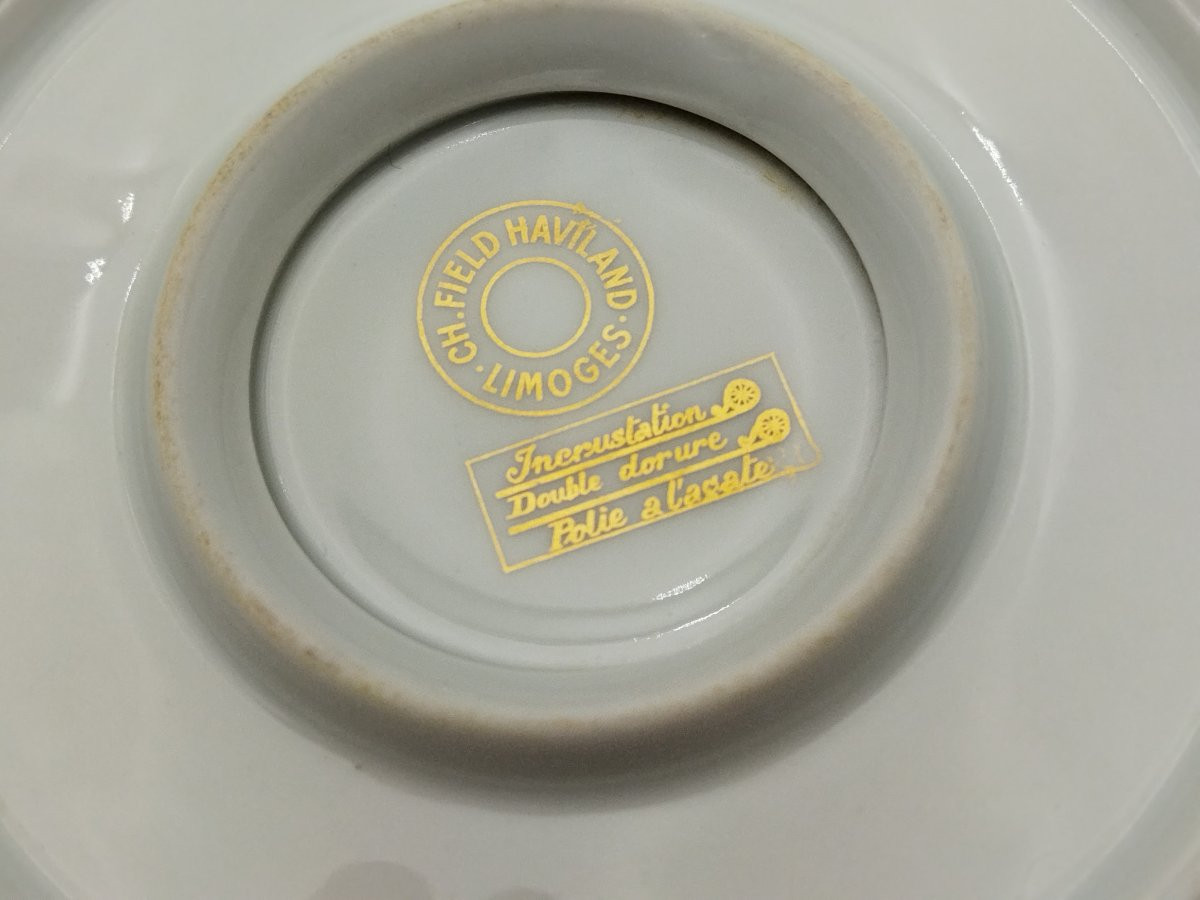 CH. FIELD HAVILAND
· LIMOGES ·
Incrustation
Double dorure
Polie a l'agate